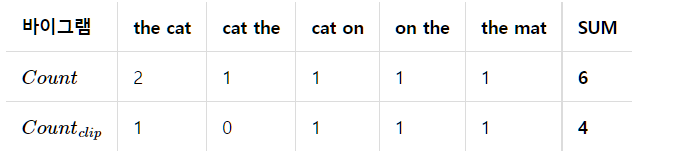 바이그램 the cat cat the cat on on the the mat SUM
Count 2 1 1 1 1 6
Count_clip 1 0 1 1 1 4